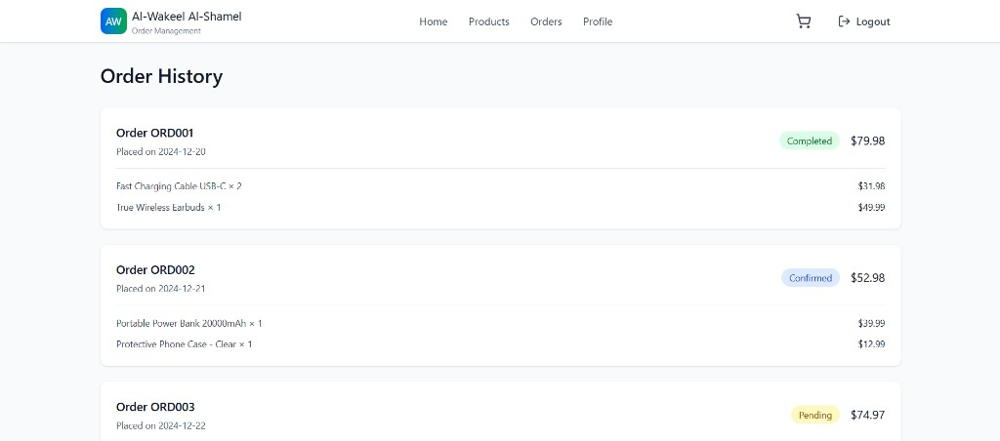 AW
Al-Wakeel Al-Shamel
Order Management
Home Products Orders Profile
Logout
Order History
Order ORD001
Placed on 2024-12-20
Completed $79.98
Fast Charging Cable USB-C × 2 $31.98
True Wireless Earbuds × 1 $49.99
Order ORD002
Placed on 2024-12-21
Confirmed $52.98
Portable Power Bank 20000mAh × 1 $39.99
Protective Phone Case - Clear × 1 $12.99
Order ORD003
Placed on 2024-12-22
Pending $74.97